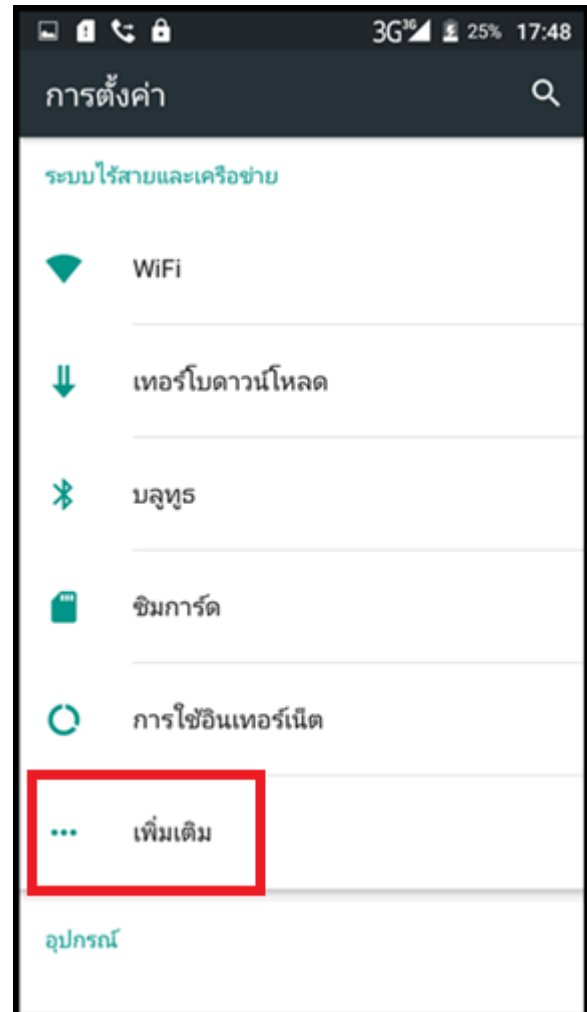 3G 3G 25% 17:48
การตั้งค่า
ระบบไร้สายและเครือข่าย
WiFi
เทอร์โบดาวน์โหลด
บลูทูธ
ซิมการ์ด
การใช้อินเทอร์เน็ต
เพิ่มเติม
อุปกรณ์